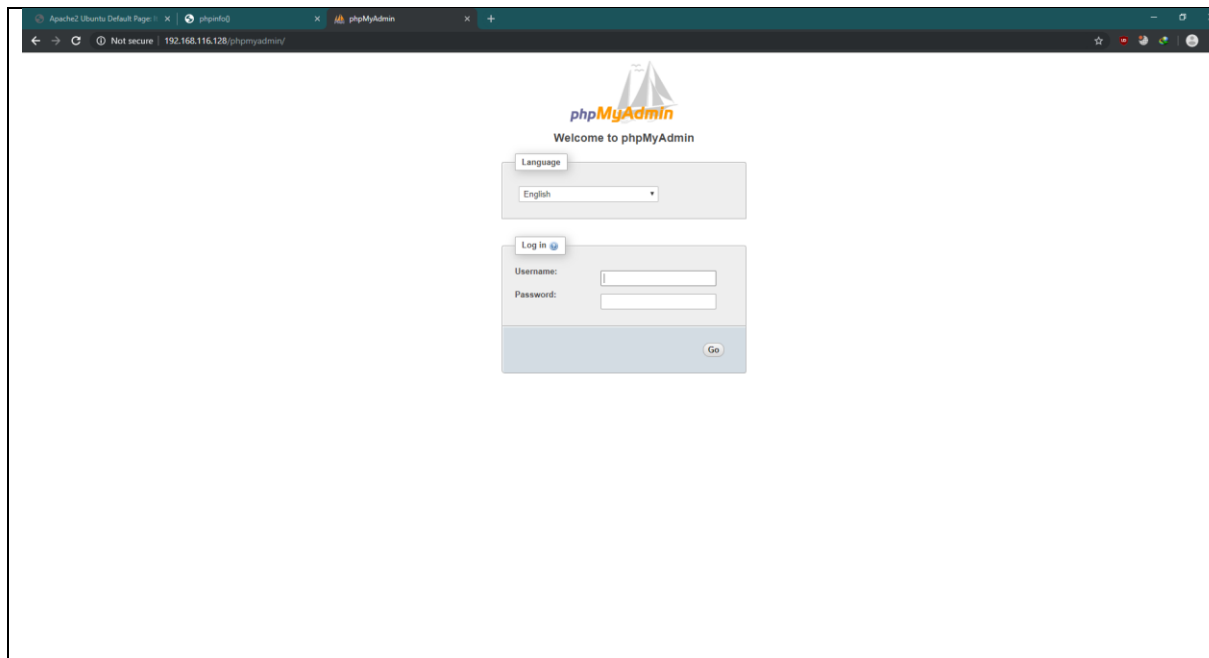 Apache2 Ubuntu Default Page: It
phpinfo()
phpMyAdmin
Not secure | 192.168.116.128/phpmyadmin/
phpMyAdmin
Welcome to phpMyAdmin
Language
English
Log in
Username:
Password:
Go